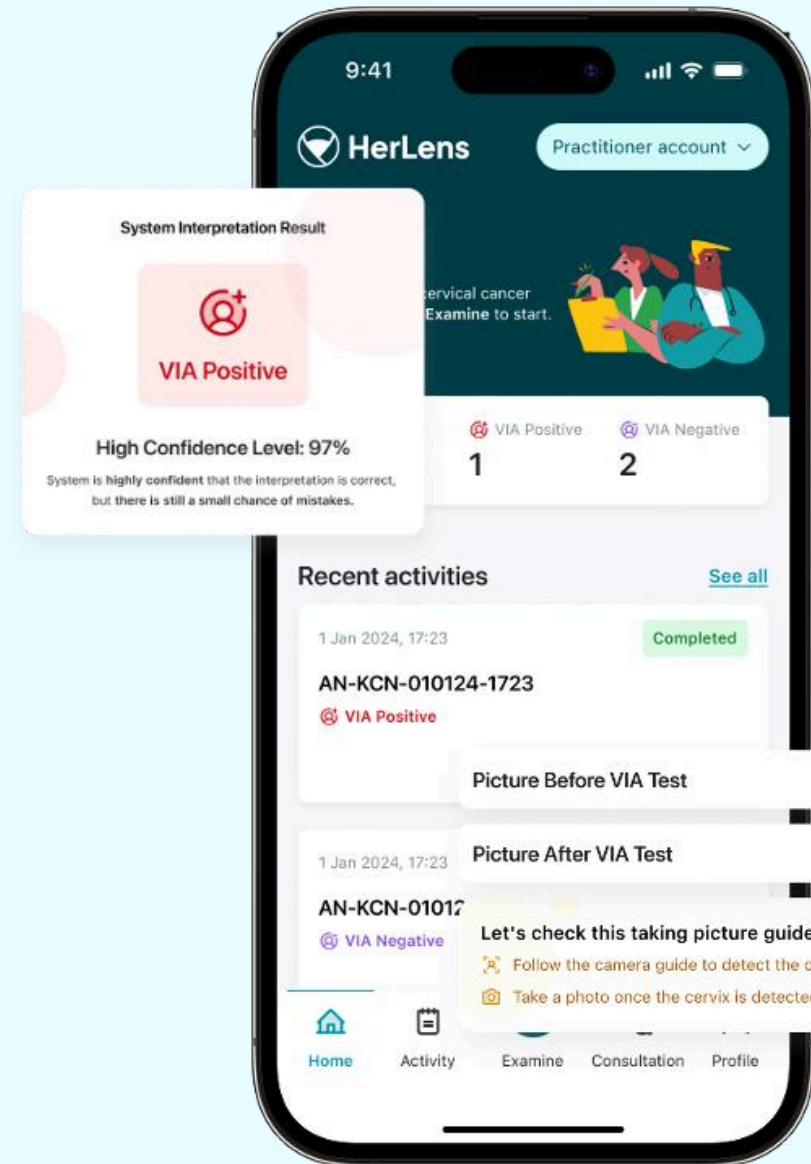 9:41
HerLens
Practitioner account
System Interpretation Result
VIA Positive
High Confidence Level: 97%
System is highly confident that the interpretation is correct,
but there is still a small chance of mistakes.
cervical cancer
Examine to start.
VIA Positive
1
VIA Negative
2
Recent activities
See all
1 Jan 2024, 17:23
Completed
AN-KCN-010124-1723
VIA Positive
Picture Before VIA Test
1 Jan 2024, 17:23
Picture After VIA Test
AN-KCN-01012
VIA Negative
Let's check this taking picture guide
Follow the camera guide to detect the
Take a photo once the cervix is detected
Home
Activity
Examine
Consultation
Profile